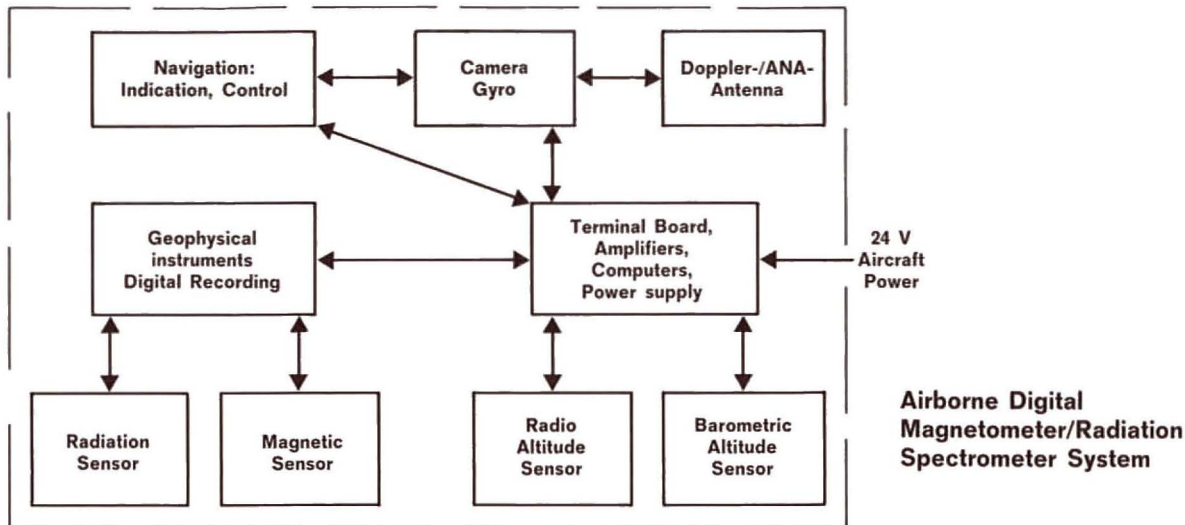 Navigation:
Indication, Control
Camera
Gyro
Doppler-/ANA-
Antenna
Geophysical
instruments
Digital Recording
Terminal Board,
Amplifiers,
Computers,
Power supply
24 V
Aircraft
Power
Radiation
Sensor
Magnetic
Sensor
Radio
Altitude
Sensor
Barometric
Altitude
Sensor
Airborne Digital
Magnetometer/Radiation
Spectrometer System